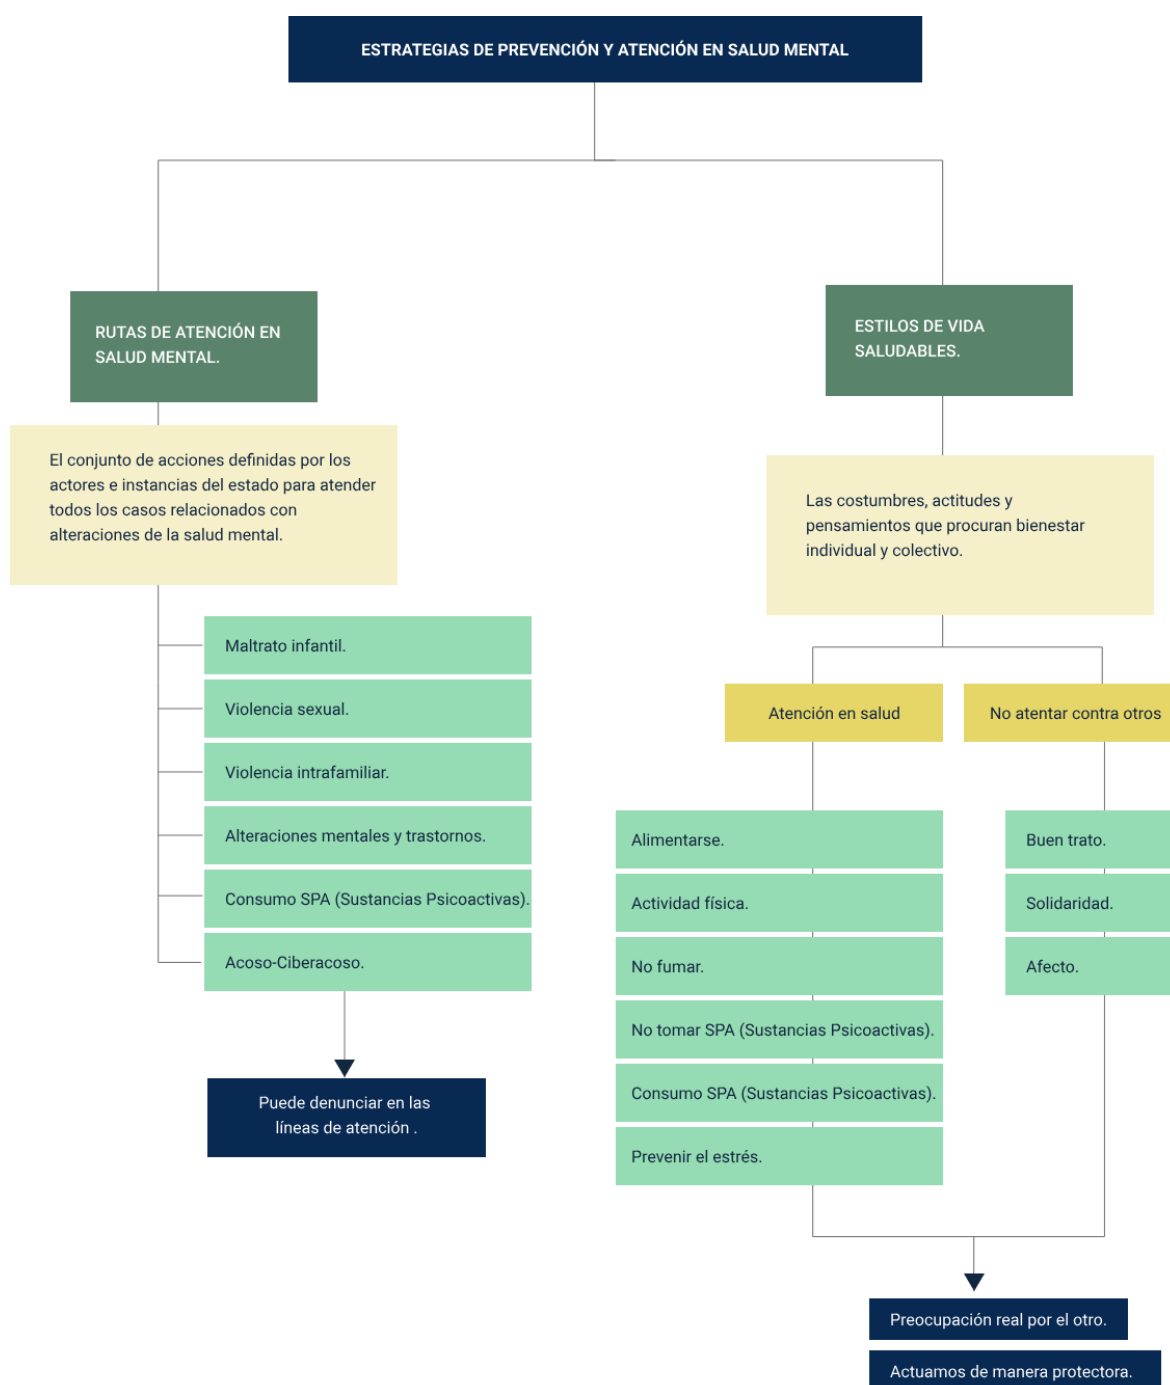 ESTRATEGIAS DE PREVENCIÓN Y ATENCIÓN EN SALUD MENTAL
RUTAS DE ATENCIÓN EN
SALUD MENTAL.
El conjunto de acciones definidas por los
actores e instancias del estado para atender
todos los casos relacionados con
alteraciones de la salud mental.
Maltrato infantil.
Violencia sexual.
Violencia intrafamiliar.
Alteraciones mentales y trastornos.
Consumo SPA (Sustancias Psicoactivas).
Acoso-Ciberacoso.
Puede denunciar en las
líneas de atención .
ESTILOS DE VIDA
SALUDABLES.
Las costumbres, actitudes y
pensamientos que procuran bienestar
individual y colectivo.
Atención en salud
Alimentarse.
Actividad física.
No fumar.
No tomar SPA (Sustancias Psicoactivas).
Consumo SPA (Sustancias Psicoactivas).
Prevenir el estrés.
No atentar contra otros
Buen trato.
Solidaridad.
Afecto.
Preocupación real por el otro.
Actuamos de manera protectora.